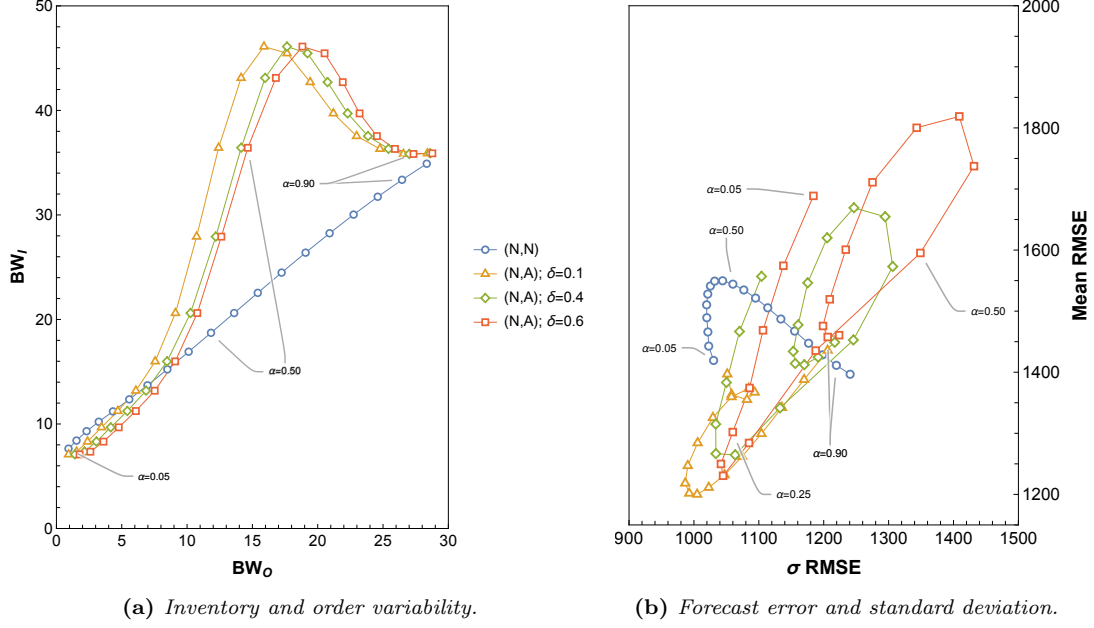 50
40
30
20
10
0
BW_I
0
5
10
15
20
25
30
BW_O
α=0.90
α=0.50
α=0.05
(N,N)
(N,A); δ=0.1
(N,A); δ=0.4
(N,A); δ=0.6
2000
1800
1600
1400
1200
Mean RMSE
900
1000
1100
1200
1300
1400
1500
σ RMSE
α=0.05
α=0.50
α=0.05
α=0.50
α=0.90
α=0.25
(a) Inventory and order variability.
(b) Forecast error and standard deviation.